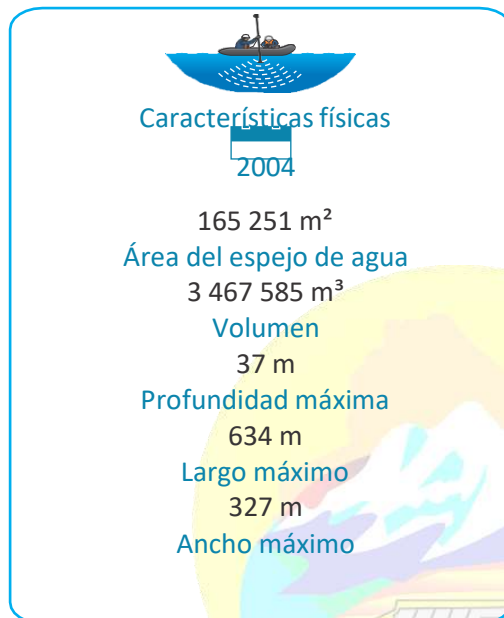 Características físicas
2004
165 251 m²
Área del espejo de agua
3 467 585 m³
Volumen
37 m
Profundidad máxima
634 m
Largo máximo
327 m
Ancho máximo